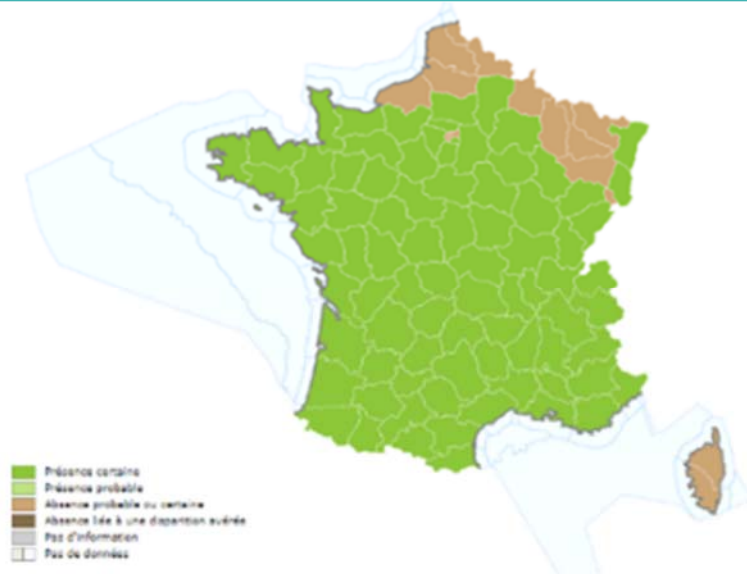 Présence certaine
Présence probable
Absence probable ou certaine
Absence liée à une disparition avérée
Pas d'information
Pas de données